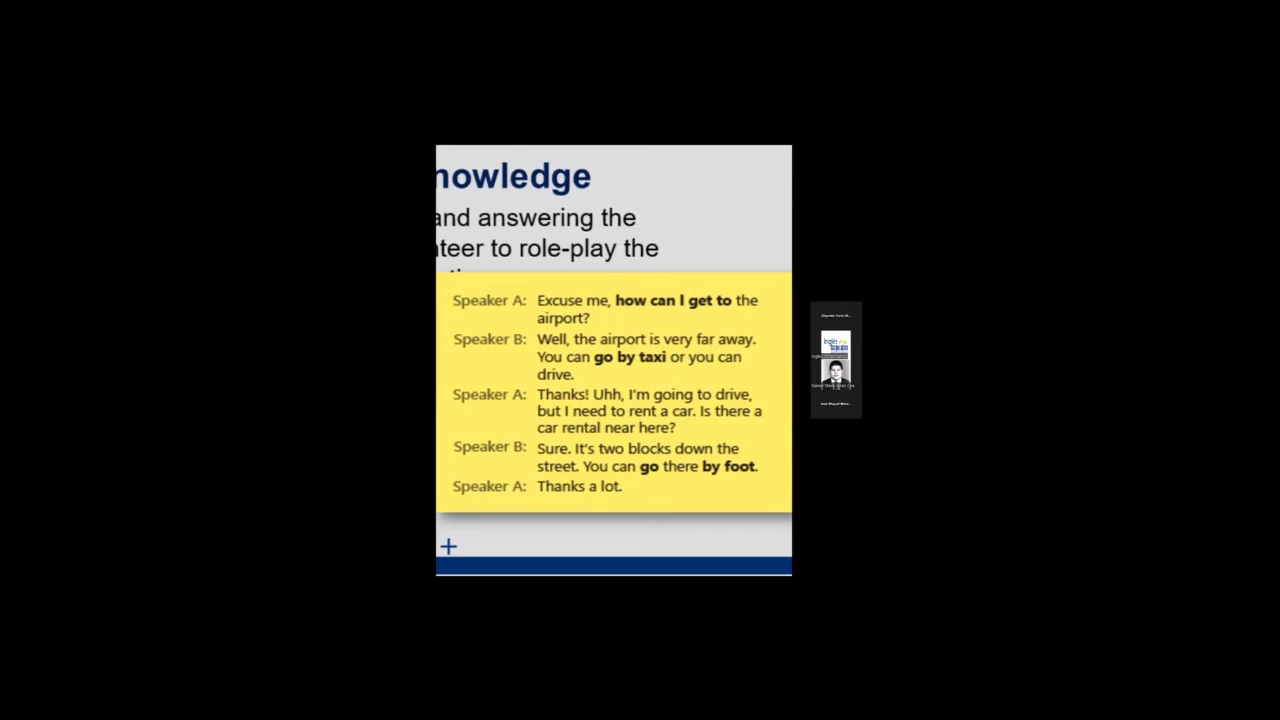 nowledge
and answering the
nteer to role-play the
Speaker A: Excuse me, how can I get to the
airport?
Speaker B: Well, the airport is very far away.
You can go by taxi or you can
drive.
Speaker A: Thanks! Uhh, I'm going to drive,
but I need to rent a car. Is there a
car rental near here?
Speaker B: Sure. It's two blocks down the
street. You can go there by foot.
Speaker A: Thanks a lot.
+